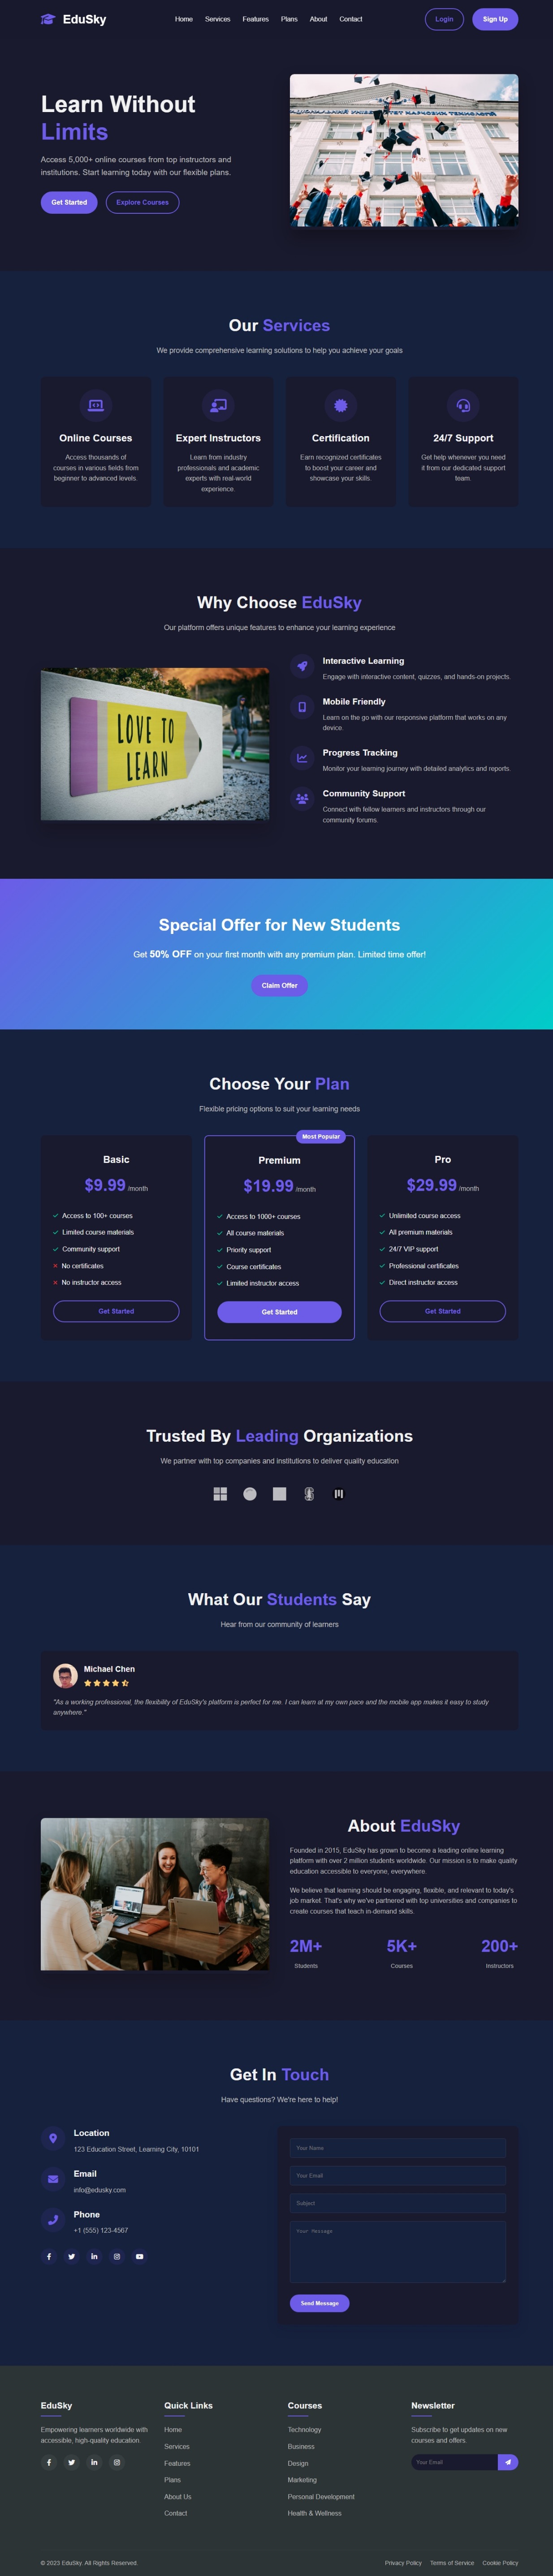 EduSky
Home Services Features Plans About Contact
Login
Sign Up
Learn Without
Limits
Access 5,000+ online courses from top instructors and
institutions. Start learning today with our flexible plans.
Get Started
Explore Courses
Our Services
We provide comprehensive learning solutions to help you achieve your goals
Online Courses
Access thousands of
courses in various fields from
beginner to advanced levels.
Expert Instructors
Learn from industry
professionals and academic
experts with real-world
experience.
Certification
Earn recognized certificates
to boost your career and
showcase your skills.
24/7 Support
Get help whenever you need
it from our dedicated support
team.
Why Choose EduSky
Our platform offers unique features to enhance your learning experience
LOVE TO
LEARN
Interactive Learning
Engage with interactive content, quizzes, and hands-on projects.
Mobile Friendly
Learn on the go with our responsive platform that works on any
device.
Progress Tracking
Monitor your learning journey with detailed analytics and reports.
Community Support
Connect with fellow learners and instructors through our
community forums.
Special Offer for New Students
Get 50% OFF on your first month with any premium plan. Limited time offer!
Claim Offer
Choose Your Plan
Flexible pricing options to suit your learning needs
Basic
$9.99 /month
Access to 100+ courses
Limited course materials
Community support
No certificates
No instructor access
Get Started
Most Popular
Premium
$19.99 /month
Access to 1000+ courses
All course materials
Priority support
Course certificates
Limited instructor access
Get Started
Pro
$29.99 /month
Unlimited course access
All premium materials
24/7 VIP support
Professional certificates
Direct instructor access
Get Started
Trusted By Leading Organizations
We partner with top companies and institutions to deliver quality education
What Our Students Say
Hear from our community of learners
Michael Chen
"As a working professional, the flexibility of EduSky's platform is perfect for me. I can learn at my own pace and the mobile app makes it easy to study
anywhere."
About EduSky
Founded in 2015, EduSky has grown to become a leading online learning
platform with over 2 million students worldwide. Our mission is to make quality
education accessible to everyone, everywhere.
We believe that learning should be engaging, flexible, and relevant to today's
job market. That's why we've partnered with top universities and companies to
create courses that teach in-demand skills.
2M+
Students
5K+
Courses
200+
Instructors
Get In Touch
Have questions? We're here to help!
Location
123 Education Street, Learning City, 10101
Email
info@edusky.com
Phone
+1 (555) 123-4567
Your Name
Your Email
Subject
Your Message
Send Message
EduSky
Empowering learners worldwide with
accessible, high-quality education.
Quick Links
Home
Services
Features
Plans
About Us
Contact
Courses
Technology
Business
Design
Marketing
Personal Development
Health & Wellness
Newsletter
Subscribe to get updates on new
courses and offers.
Your Email
© 2023 EduSky. All Rights Reserved.
Privacy Policy Terms of Service Cookie Policy